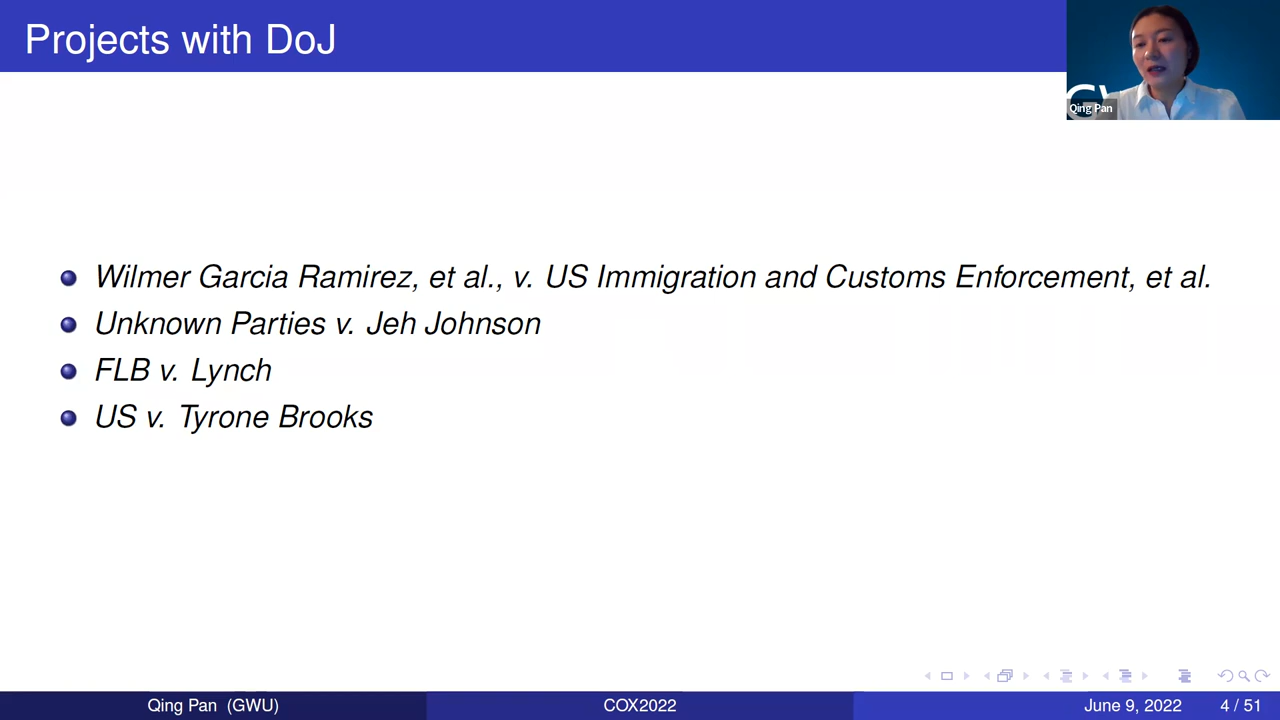 Projects with DoJ
Qing Pan
Wilmer Garcia Ramirez, et al., v. US Immigration and Customs Enforcement, et al.
Unknown Parties v. Jeh Johnson
FLB v. Lynch
US v. Tyrone Brooks
Qing Pan (GWU)
COX2022
June 9, 2022
4 / 51